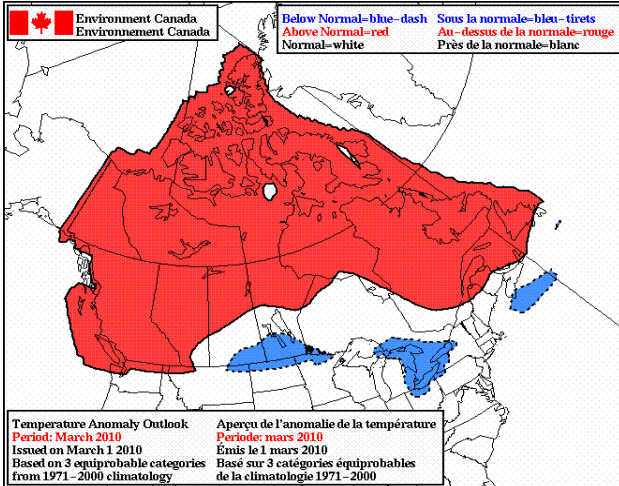 Environment Canada
Environnement Canada
Below Normal=blue-dash Sous la normale=bleu-tirets
Above Normal=red Au-dessus de la normale=rouge
Normal=white Près de la normale=blanc
Temperature Anomaly Outlook
Period: March 2010
Issued on March 1 2010
Based on 3 equiprobable categories
from 1971-2000 climatology
Aperçu de l'anomalie de la température
Periode: mars 2010
Émis le 1 mars 2010
Basé sur 3 catégories équiprobables
de la climatologie 1971-2000